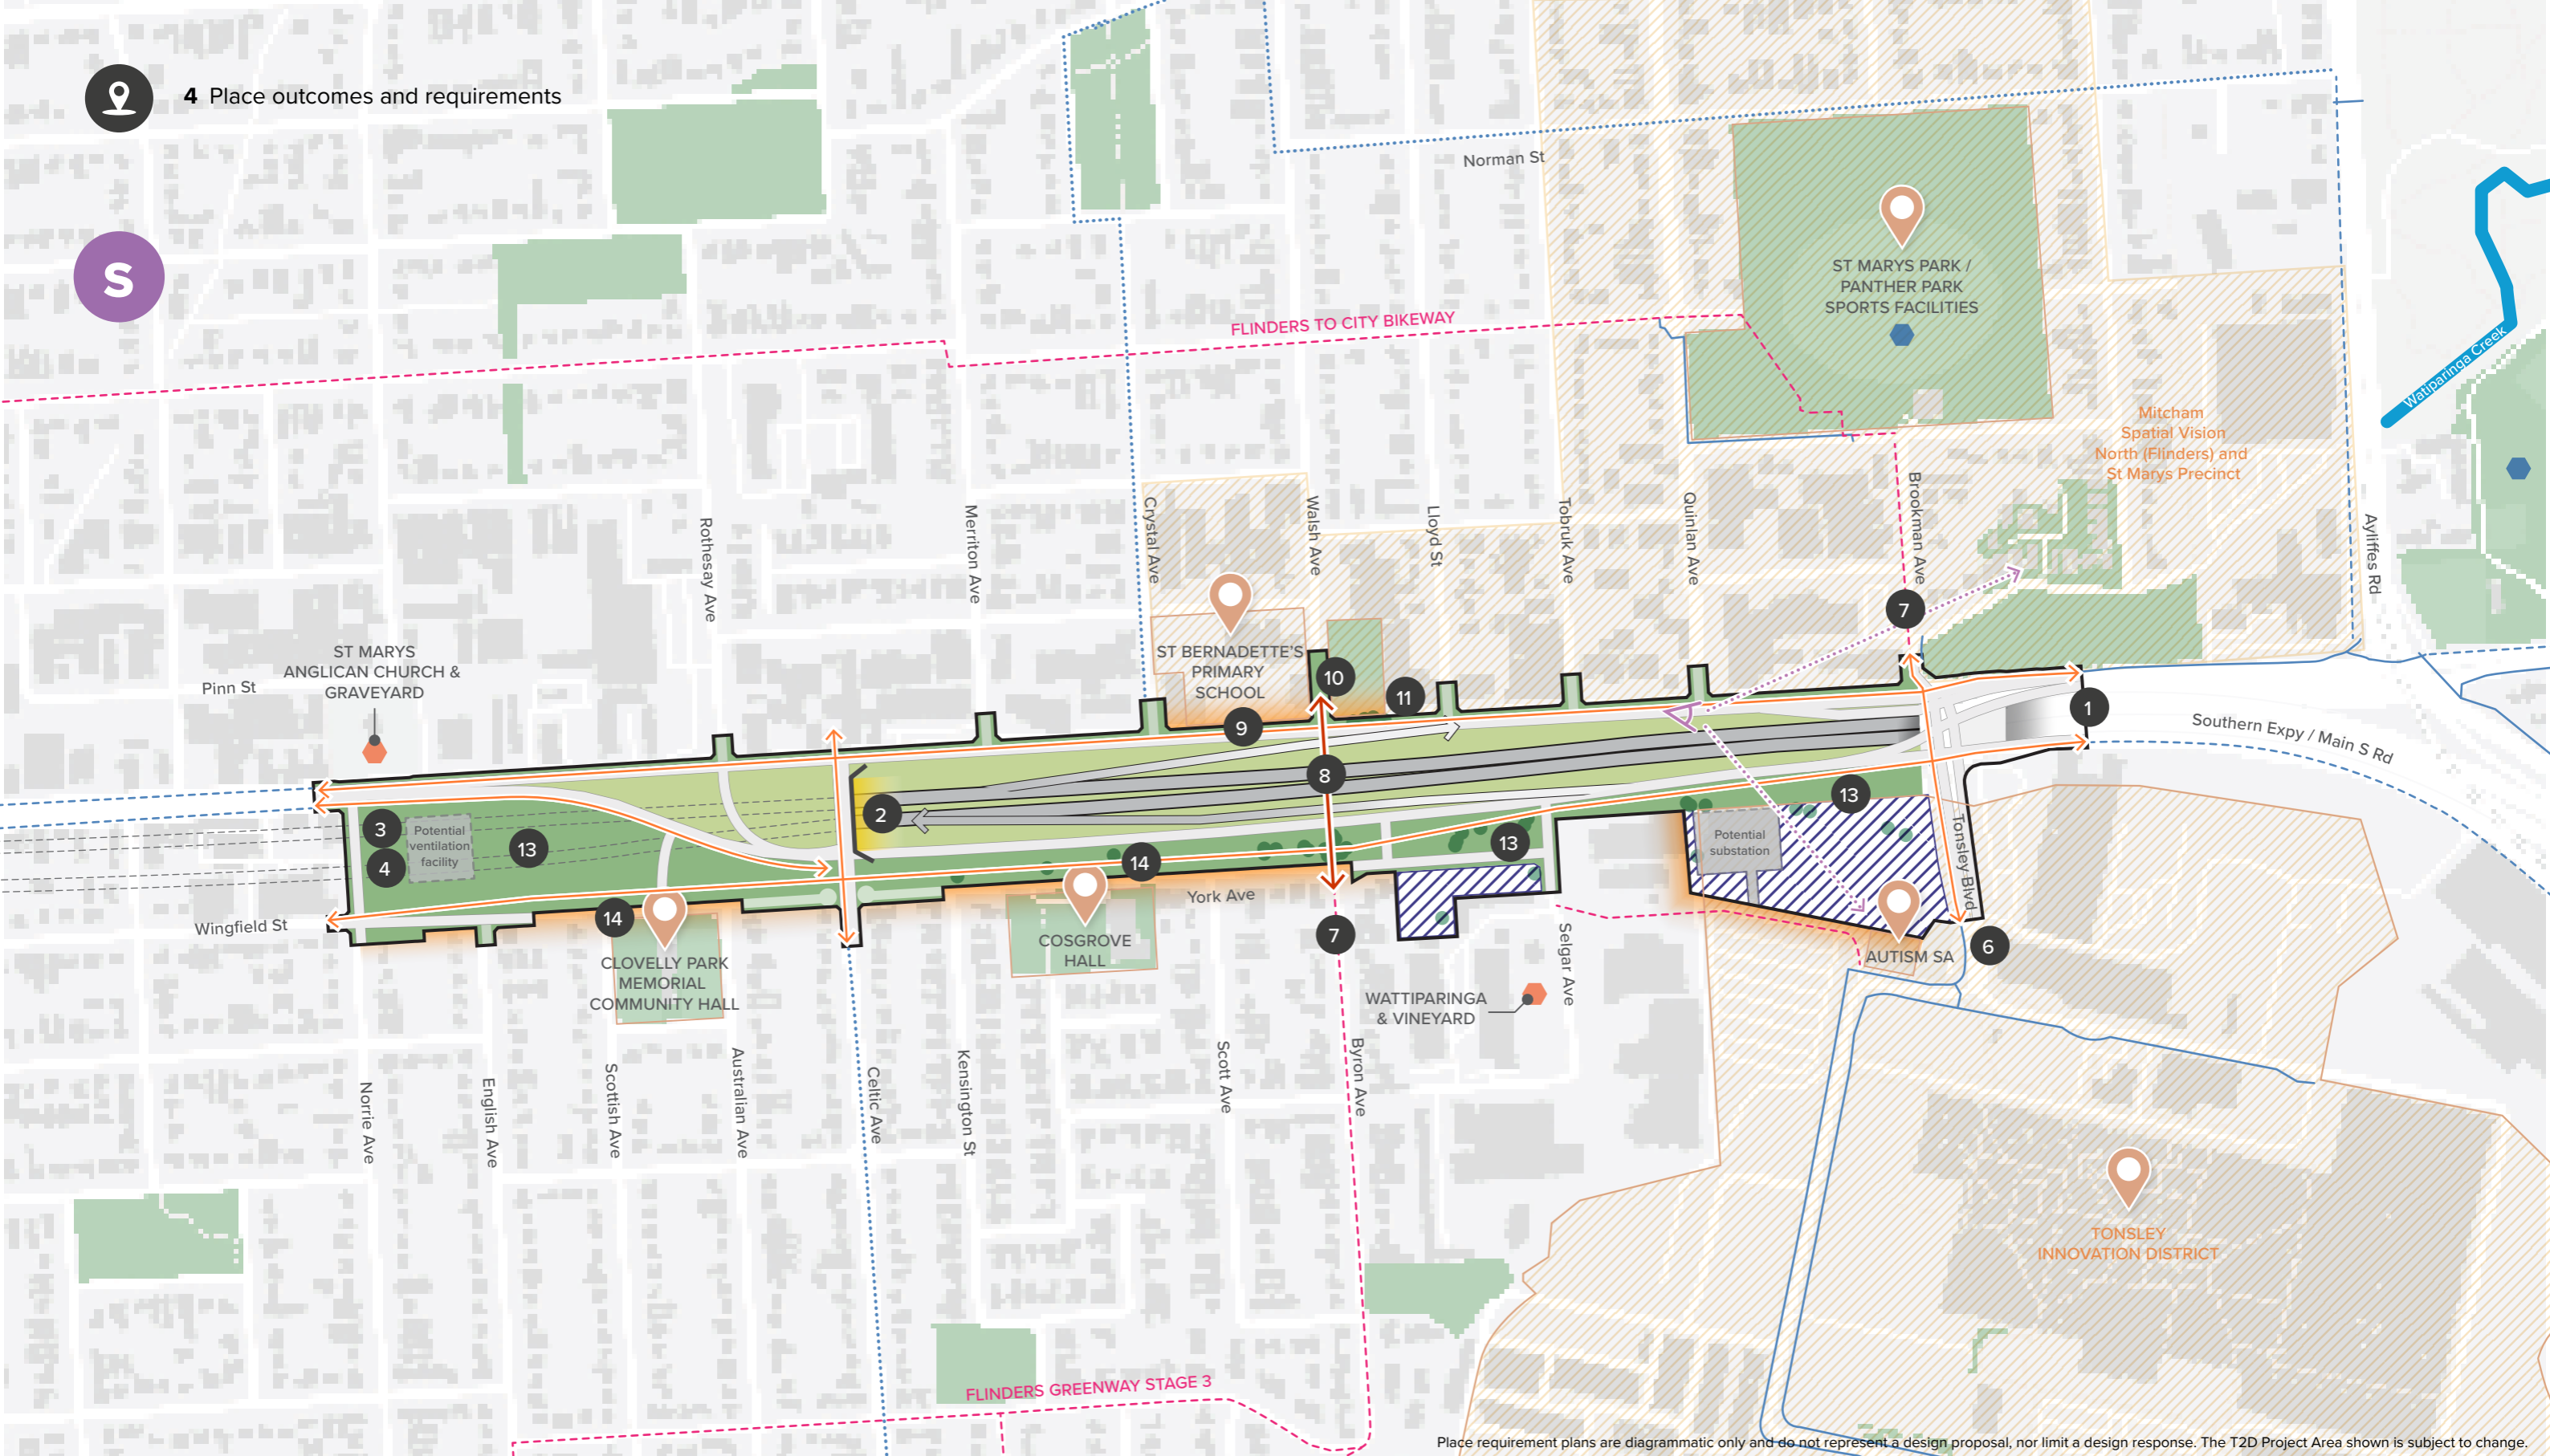 4 Place outcomes and requirements
S
Norman St
ST MARYS PARK /
PANTHER PARK
SPORTS FACILITIES
FLINDERS TO CITY BIKEWAY
Watiparinga Creek
Mitcham
Spatial Vision
North (Flinders) and
St Marys Precinct
Rothesay Ave
Merriton Ave
Crystal Ave
Walsh Ave
Lloyd St
Tobruk Ave
Quinlan Ave
Brookman Ave
Ayliffes Rd
7
ST MARYS
ANGLICAN CHURCH &
GRAVEYARD
Pinn St
ST BERNADETTE'S
PRIMARY
SCHOOL
10
11
9
1
Southern Expy / Main S Rd
8
2
13
3
Potential
ventilation
facility
4
13
13
14
Potential
substation
Tonsley Blvd
York Ave
Wingfield St
14
7
COSGROVE
HALL
AUTISM SA
6
CLOVELLY PARK
MEMORIAL
COMMUNITY HALL
WATTIPARINGA
& VINEYARD
Selgar Ave
Norrie Ave
English Ave
Scottish Ave
Australian Ave
Celtic Ave
Kensington St
Scott Ave
Byron Ave
TONSLEY
INNOVATION DISTRICT
FLINDERS GREENWAY STAGE 3
Place requirement plans are diagrammatic only and do not represent a design proposal, nor limit a design response. The T2D Project Area shown is subject to change.